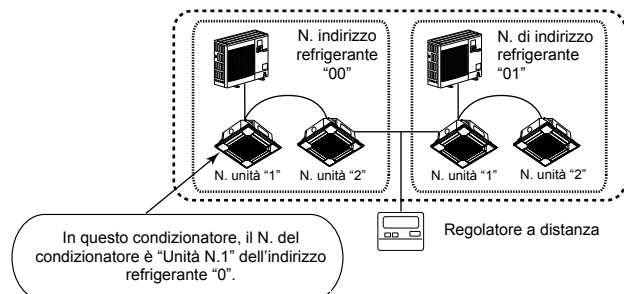 N. indirizzo
refrigerante
“00”
N. di indirizzo
refrigerante
“01”
N. unità “1”
N. unità “2”
N. unità “1”
N. unità “2”
Regolatore a distanza
In questo condizionatore, il N. del
condizionatore è “Unità N.1” dell’indirizzo
refrigerante “0”.